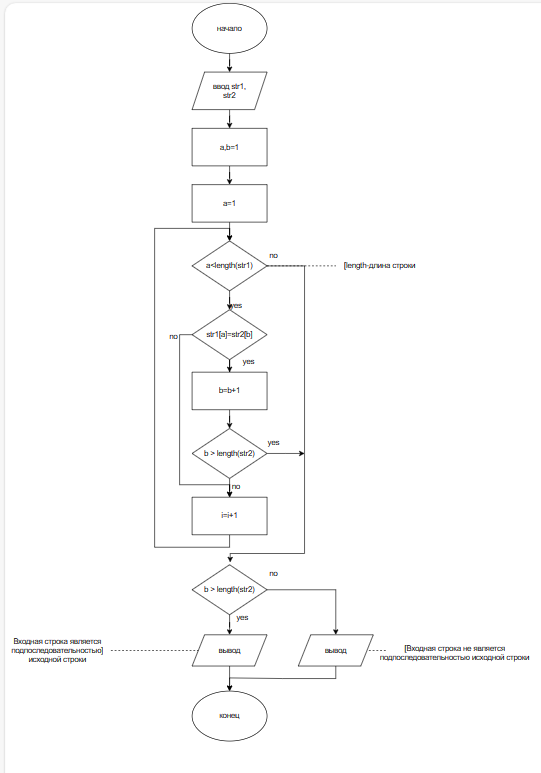 начало
ввод str1,
str2
a,b=1
a=1
no
a<length(str1)
[length-длина строки
yes
str1[a]=str2[b]
no
yes
b=b+1
yes
b > length(str2)
no
i=i+1
no
b > length(str2)
yes
Входная строка является
подпоследовательностью]
исходной строки
вывод
вывод
[Входная строка не является
подпоследовательностью исходной строки
конец